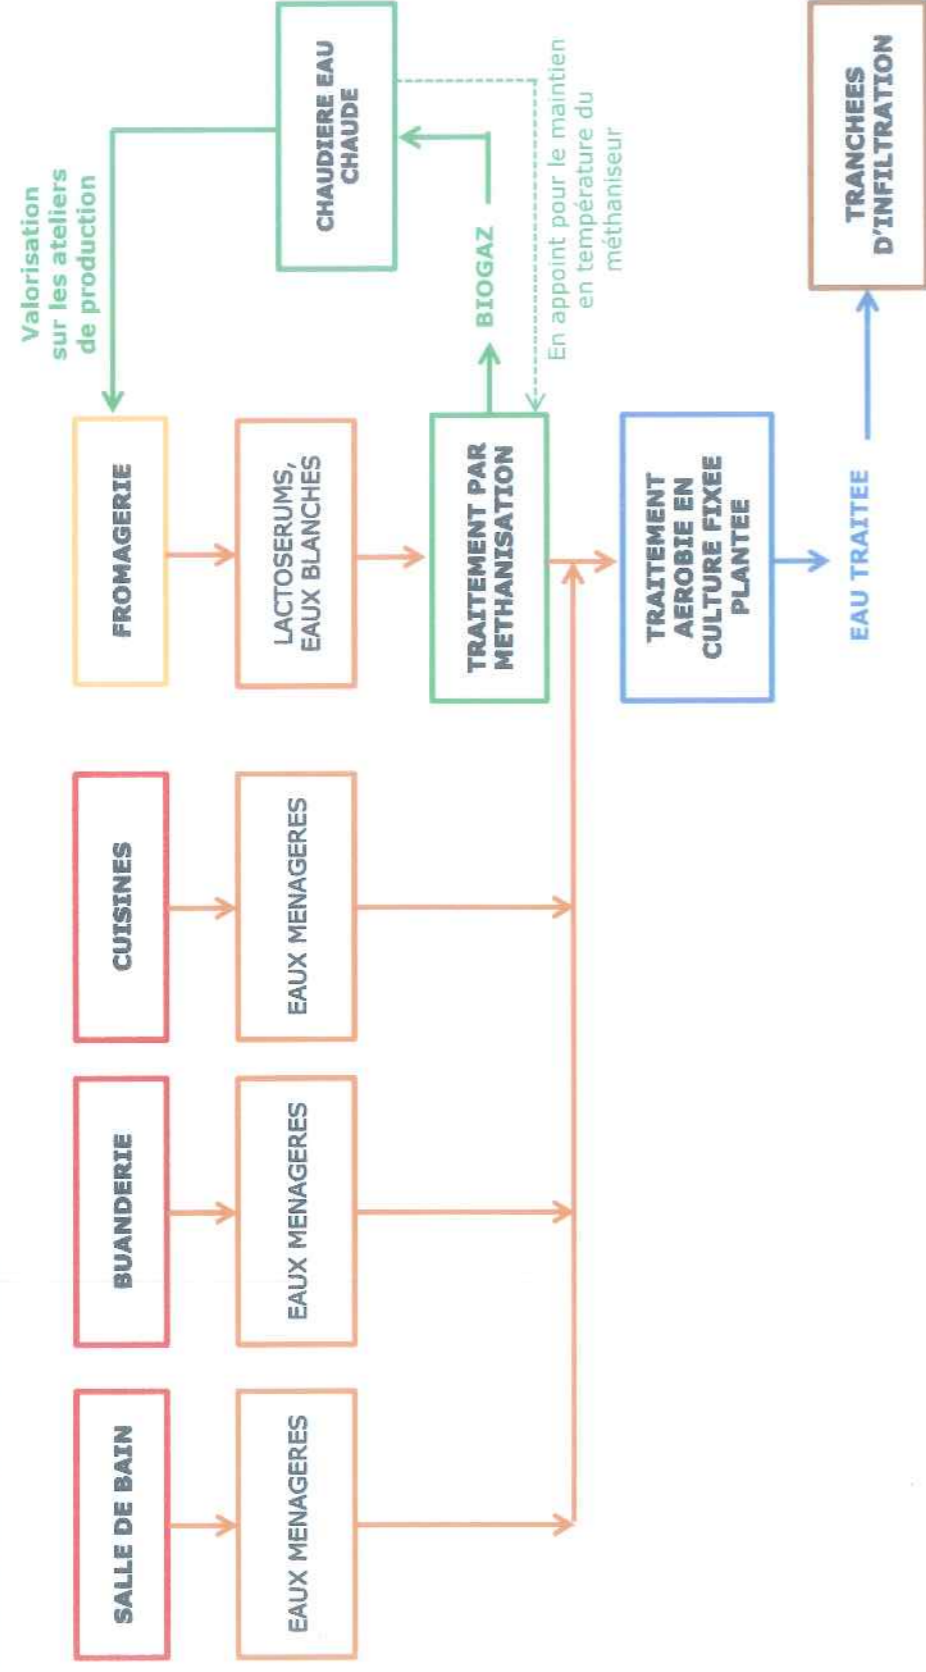 SALLE DE BAIN
BUANDERIE
CUISINES
FROMAGERIE
Valorisation
sur les ateliers
de production
EAUX MENAGERES
EAUX MENAGERES
EAUX MENAGERES
LACTOSERUMS,
EAUX BLANCHES
CHAUDIERE EAU
CHAUDE
TRAITEMENT PAR
METHANISATION
BIOGAZ
En appoint pour le maintien
en température du
méthaniseur
TRAITEMENT
AEROBIE EN
CULTURE FIXEE
PLANTEE
EAU TRAITEE
TRANCHEES
D'INFILTRATION